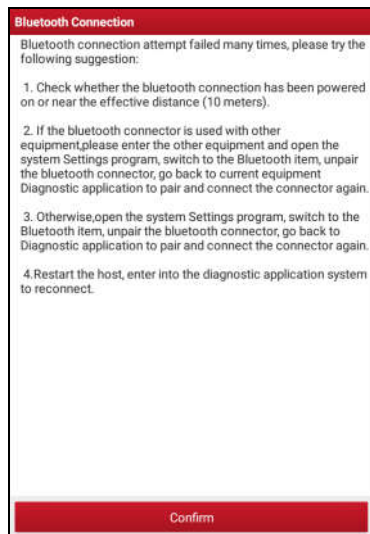 Bluetooth Connection
Bluetooth connection attempt failed many times, please try the
following suggestion:
1. Check whether the bluetooth connection has been powered
on or near the effective distance (10 meters).
2. If the bluetooth connector is used with other
equipment,please enter the other equipment and open the
system Settings program, switch to the Bluetooth item, unpair
the bluetooth connector, go back to current equipment
Diagnostic application to pair and connect the connector again.
3. Otherwise,open the system Settings program, switch to the
Bluetooth item, unpair the bluetooth connector, go back to
Diagnostic application to pair and connect the connector again.
4.Restart the host, enter into the diagnostic application system
to reconnect.
Confirm